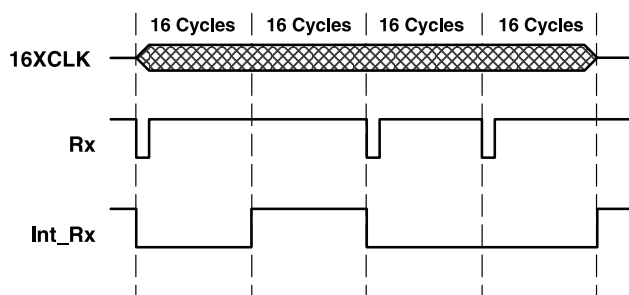 16 Cycles 16 Cycles 16 Cycles 16 Cycles
16XCLK
Rx
Int_Rx